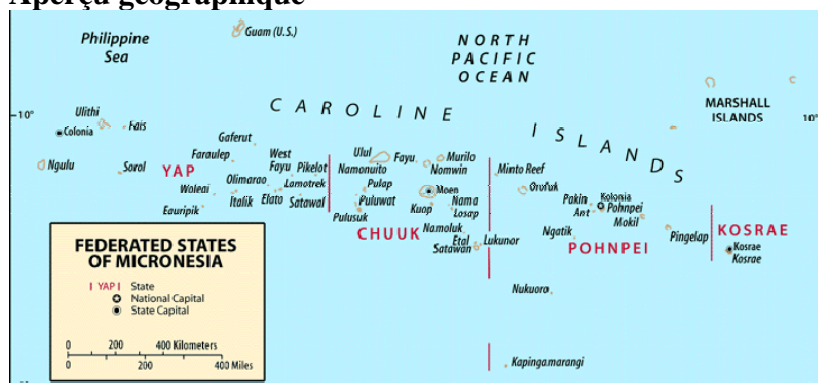 Aperçu géographique
Philippine
Sea
Guam (U.S.)
NORTH
PACIFIC
OCEAN
CAROLINE ISLANDS
MARSHALL
ISLANDS
10°
10°
Ulithii
Colonia
Fais
Ngulu
Sorol
YAP
Gaferut
Faraulep
West
Fayu
Pikelot
Olimarao
Lamotrek
Woleai
Italik
Elato
Satawal
Eauripik
Ulul
Fayu
Murilo
Nomwin
Namonuito
Pulap
Moen
Puluwat
Pulusuk
Kuop
Nama
Losap
CHUUK
Namoluk
Etal
Satawan
Lukunor
Minto Reef
Oroluk
Pakin
Ant
Kolonia
Pohnpei
Mokil
Ngatik
POHNPEI
Pingelap
KOSRAE
Kosrae
Kosrae
Nukuoro
Kapingamarangi
FEDERATED STATES
OF MICRONESIA
| YAP | State
National Capital
State Capital
0 200 400 Kilometers
0 200 400 Miles